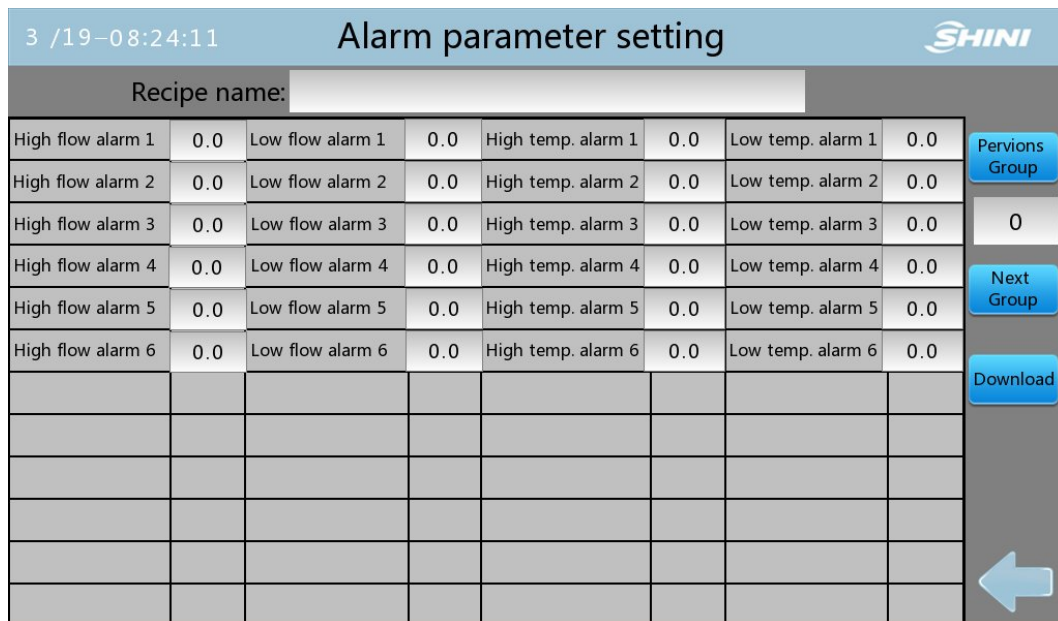 3 /19-08:24:11 Alarm parameter setting SHINI
Recipe name:
High flow alarm 1 0.0 Low flow alarm 1 0.0 High temp. alarm 1 0.0 Low temp. alarm 1 0.0
High flow alarm 2 0.0 Low flow alarm 2 0.0 High temp. alarm 2 0.0 Low temp. alarm 2 0.0
High flow alarm 3 0.0 Low flow alarm 3 0.0 High temp. alarm 3 0.0 Low temp. alarm 3 0.0
High flow alarm 4 0.0 Low flow alarm 4 0.0 High temp. alarm 4 0.0 Low temp. alarm 4 0.0
High flow alarm 5 0.0 Low flow alarm 5 0.0 High temp. alarm 5 0.0 Low temp. alarm 5 0.0
High flow alarm 6 0.0 Low flow alarm 6 0.0 High temp. alarm 6 0.0 Low temp. alarm 6 0.0
Pervions
Group
0
Next
Group
Download